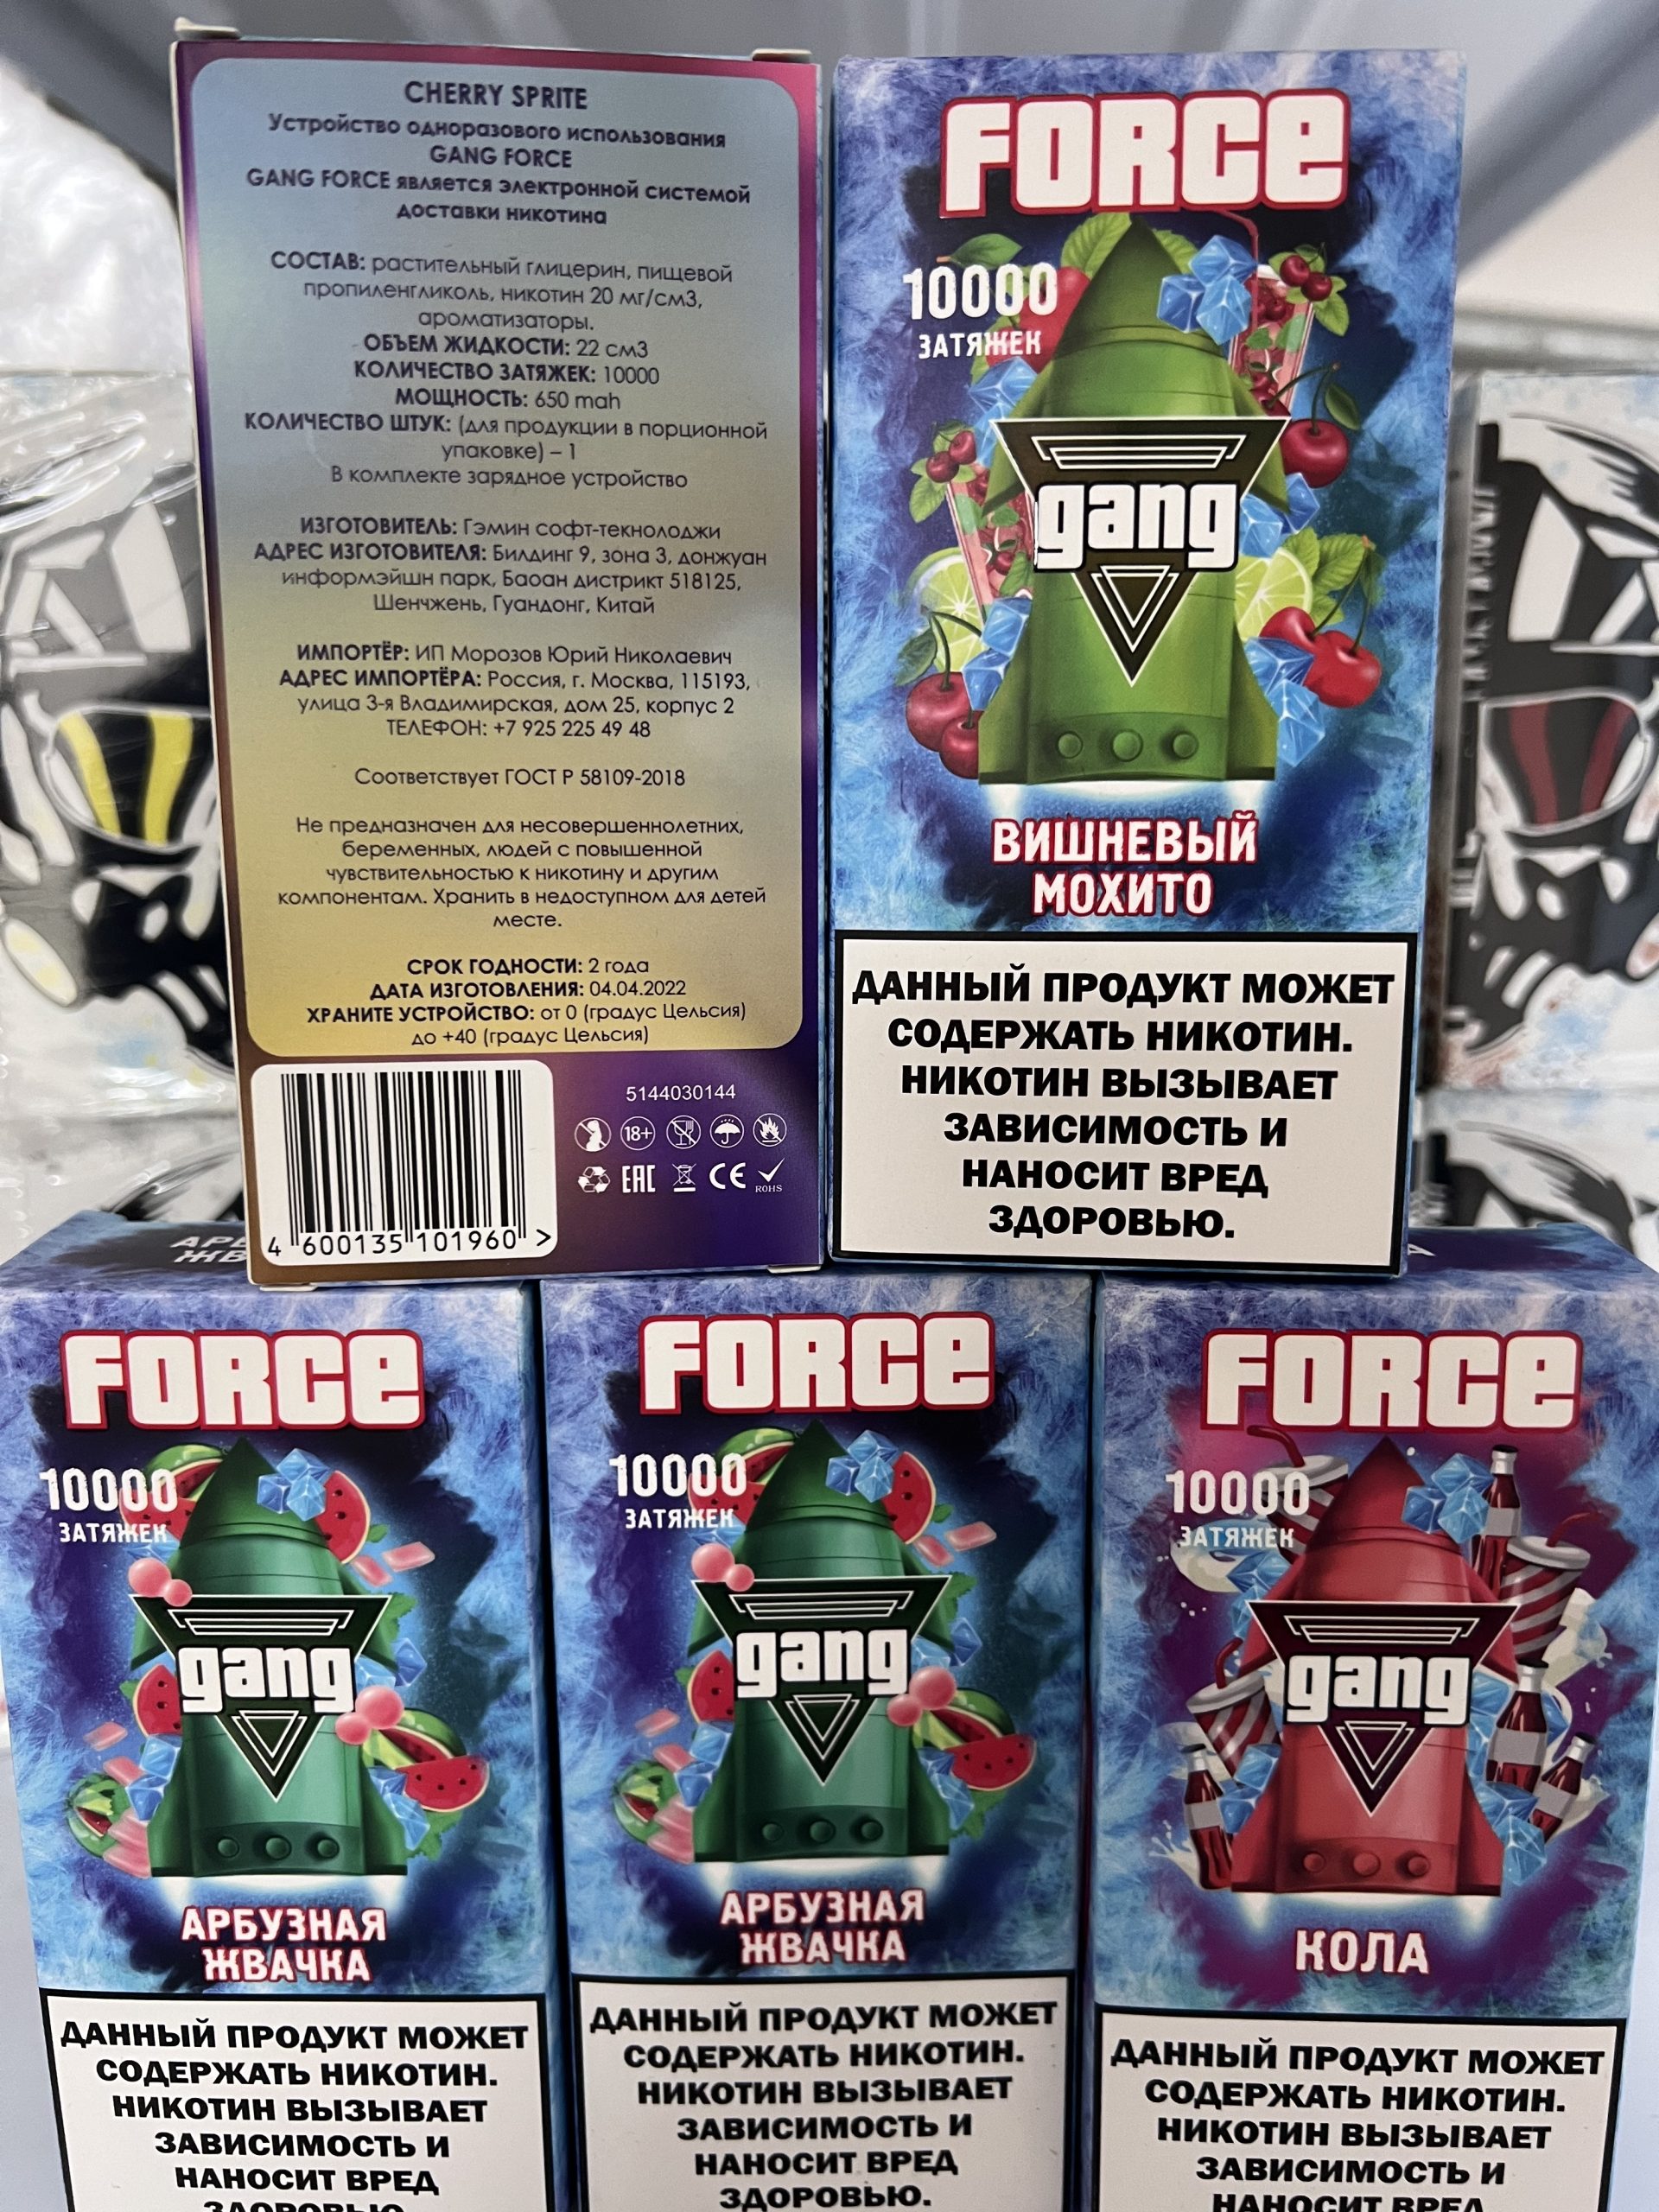 CHERRY SPRITE
Устройство одноразового использования
GANG FORCE
GANG FORCE является электронной системой
доставки никотина
СОСТАВ: растительный глицерин, пищевой
пропиленгликоль, никотин 20 мг/см3,
ароматизаторы.
ОБЪЕМ ЖИДКОСТИ: 22 см3
КОЛИЧЕСТВО ЗАТЯЖЕК: 10000
МОЩНОСТЬ: 650 mah
КОЛИЧЕСТВО ШТУК: (для продукции в порционной
упаковке) – 1
В комплекте зарядное устройство
ИЗГОТОВИТЕЛЬ: Гэмин софт-текнолоджи
АДРЕС ИЗГОТОВИТЕЛЯ: Билдинг 9, зона 3, донжуан
информэйшн парк, Баоан дистрикт 518125,
Шенчжень, Гуандонг, Китай
ИМПОРТЁР: ИП Морозов Юрий Николаевич
АДРЕС ИМПОРТЁРА: Россия, г. Москва, 115193,
улица 3-я Владимирская, дом 25, корпус 2
ТЕЛЕФОН: +7 925 225 49 48
Соответствует ГОСТ Р 58109-2018
Не предназначен для несовершеннолетних,
беременных, людей с повышенной
чувствительностью к никотину и другим
компонентам. Хранить в недоступном для детей
месте.
СРОК ГОДНОСТИ: 2 года
ДАТА ИЗГОТОВЛЕНИЯ: 04.04.2022
ХРАНИТЕ УСТРОЙСТВО: от 0 (градус Цельсия)
до +40 (градус Цельсия)
5144030144
18+
EAC CE ROHS
4 600135 101960 >
FORCE
10000
ЗАТЯЖЕК
gang
ВИШНЕВЫЙ
МОХИТО
ДАННЫЙ ПРОДУКТ МОЖЕТ
СОДЕРЖАТЬ НИКОТИН.
НИКОТИН ВЫЗЫВАЕТ
ЗАВИСИМОСТЬ И
НАНОСИТ ВРЕД
ЗДОРОВЬЮ.
FORCE
10000
ЗАТЯЖЕК
gang
АРБУЗНАЯ
ЖВАЧКА
ДАННЫЙ ПРОДУКТ МОЖЕТ
СОДЕРЖАТЬ НИКОТИН.
НИКОТИН ВЫЗЫВАЕТ
ЗАВИСИМОСТЬ И
НАНОСИТ ВРЕД
ЗДОРОВЬЮ.
FORCE
10000
ЗАТЯЖЕК
gang
АРБУЗНАЯ
ЖВАЧКА
ДАННЫЙ ПРОДУКТ МОЖЕТ
СОДЕРЖАТЬ НИКОТИН.
НИКОТИН ВЫЗЫВАЕТ
ЗАВИСИМОСТЬ И
НАНОСИТ ВРЕД
ЗДОРОВЬЮ.
FORCE
10000
ЗАТЯЖЕК
gang
КОЛА
ДАННЫЙ ПРОДУКТ МОЖЕТ
СОДЕРЖАТЬ НИКОТИН.
НИКОТИН ВЫЗЫВАЕТ
ЗАВИСИМОСТЬ И
НАНОСИТ ВРЕД